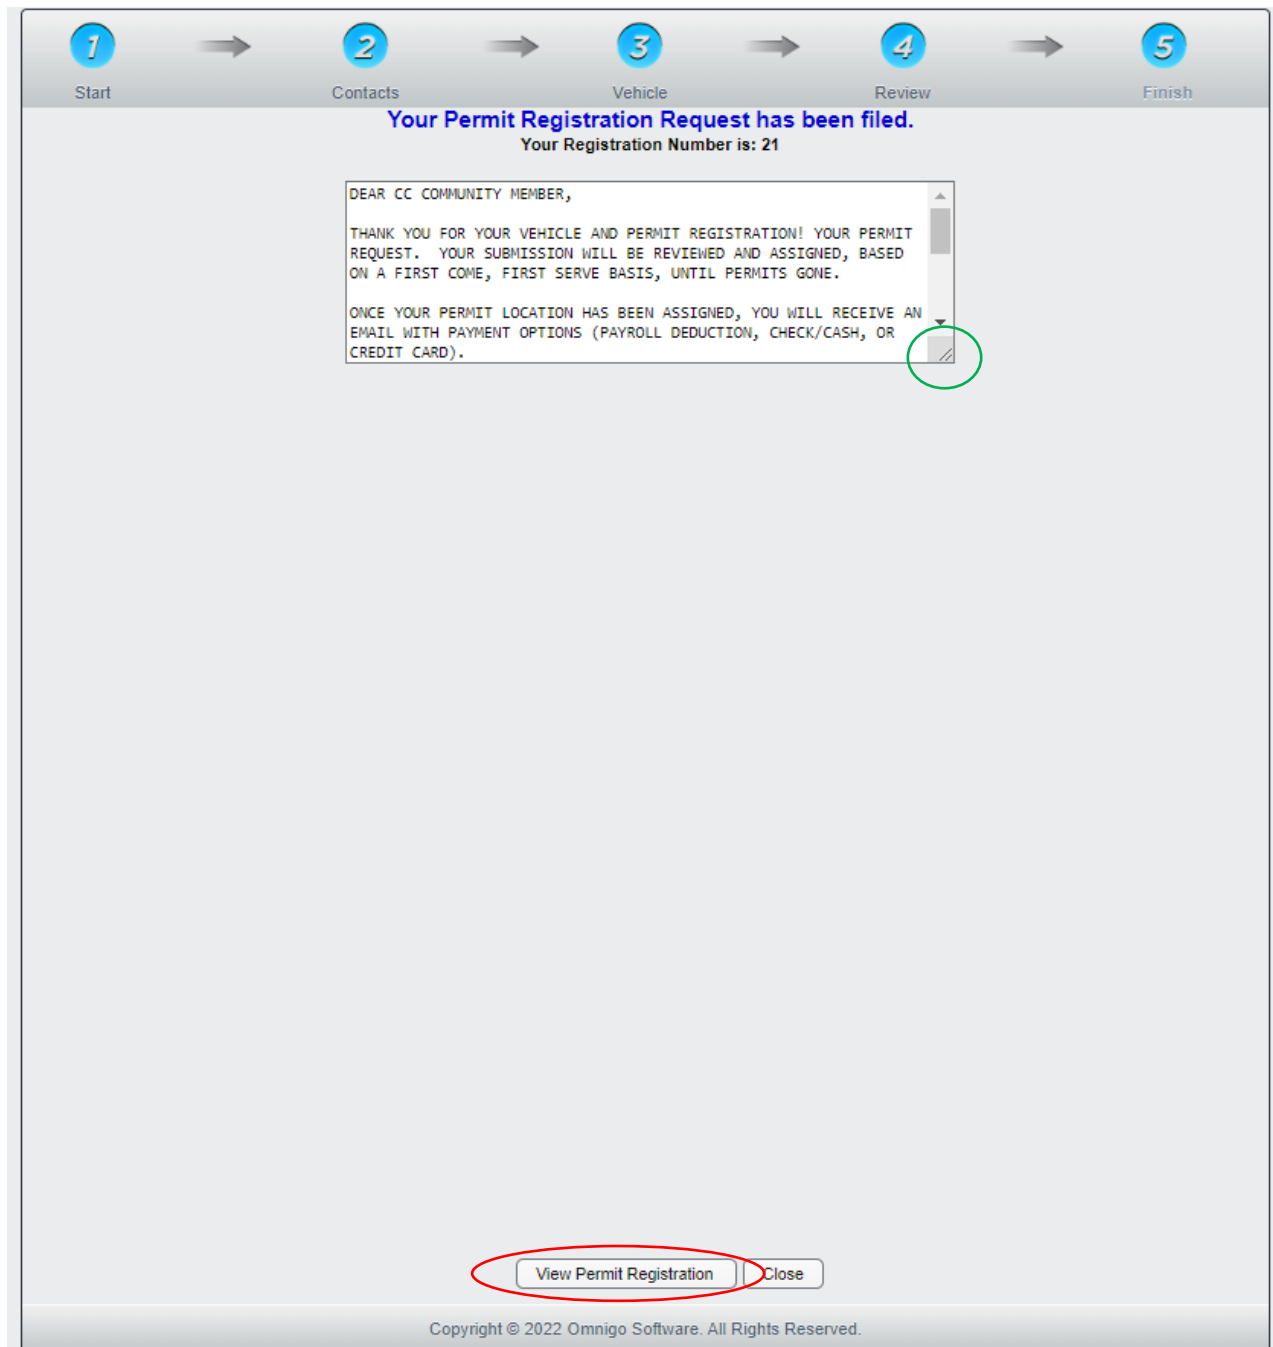 1 2 3 4 5
Start Contacts Vehicle Review Finish
Your Permit Registration Request has been filed.
Your Registration Number is: 21
DEAR CC COMMUNITY MEMBER,
THANK YOU FOR YOUR VEHICLE AND PERMIT REGISTRATION! YOUR PERMIT
REQUEST.  YOUR SUBMISSION WILL BE REVIEWED AND ASSIGNED, BASED
ON A FIRST COME, FIRST SERVE BASIS, UNTIL PERMITS GONE.
ONCE YOUR PERMIT LOCATION HAS BEEN ASSIGNED, YOU WILL RECEIVE AN
EMAIL WITH PAYMENT OPTIONS (PAYROLL DEDUCTION, CHECK/CASH, OR
CREDIT CARD).
View Permit Registration Close
Copyright © 2022 Omnigo Software. All Rights Reserved.